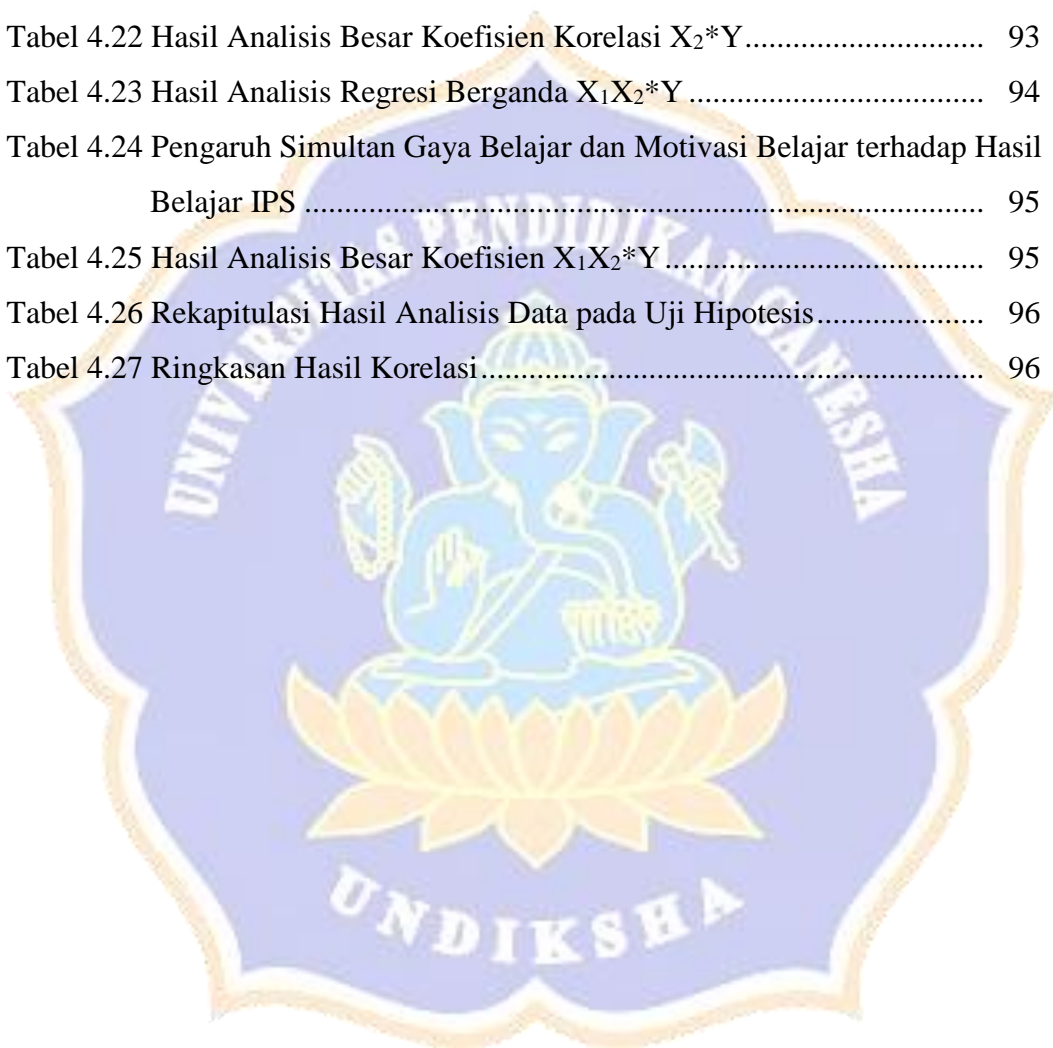 Tabel 4.22 Hasil Analisis Besar Koefisien Korelasi X₂*Y............................. 93
Tabel 4.23 Hasil Analisis Regresi Berganda X₁X₂*Y .................................... 94
Tabel 4.24 Pengaruh Simultan Gaya Belajar dan Motivasi Belajar terhadap Hasil
Belajar IPS ................................................................................... 95
Tabel 4.25 Hasil Analisis Besar Koefisien X₁X₂*Y ....................................... 95
Tabel 4.26 Rekapitulasi Hasil Analisis Data pada Uji Hipotesis.................... 96
Tabel 4.27 Ringkasan Hasil Korelasi.............................................................. 96
UNIVERSITAS PENDIDIKAN GANESHA
UNDIKSHA